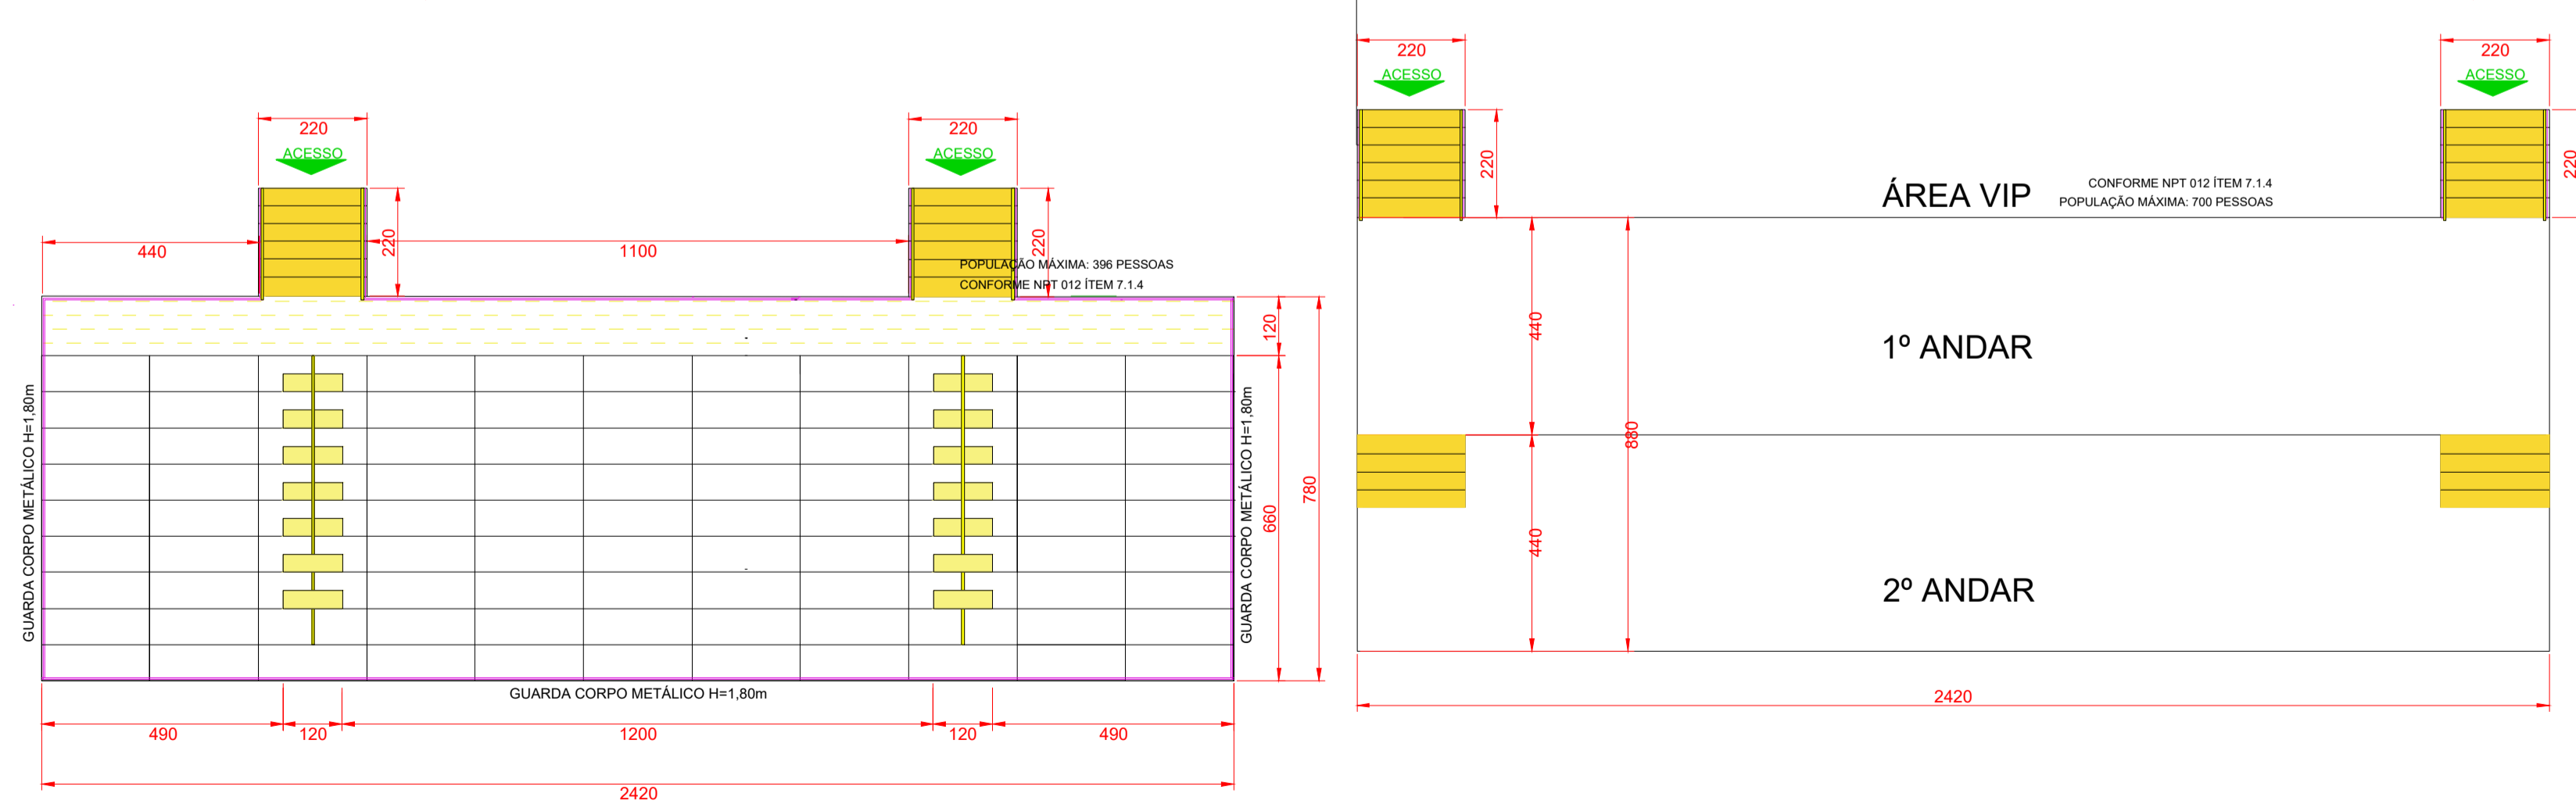 220
ACESSO
220
ACESSO
440
220
1100
220
POPULAÇÃO MÁXIMA: 396 PESSOAS
CONFORME NPT 012 ÍTEM 7.1.4
120
660
780
GUARDA CORPO METÁLICO H=1,80m
GUARDA CORPO METÁLICO H=1,80m
GUARDA CORPO METÁLICO H=1,80m
490
120
1200
120
490
2420
220
ACESSO
220
220
ACESSO
220
ÁREA VIP
CONFORME NPT 012 ÍTEM 7.1.4
POPULAÇÃO MÁXIMA: 700 PESSOAS
440
1º ANDAR
880
440
2º ANDAR
2420